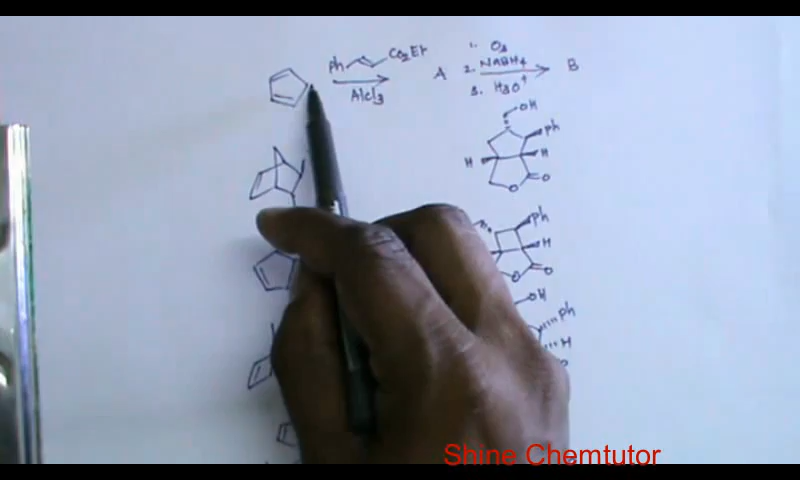 Ph CO2Et
AlCl3
A
1. O3
2. NABH4
3. H3O+
B
OH
Ph
H H
O O
Ph
H
O O
OH
Ph
H
Shine Chemtutor